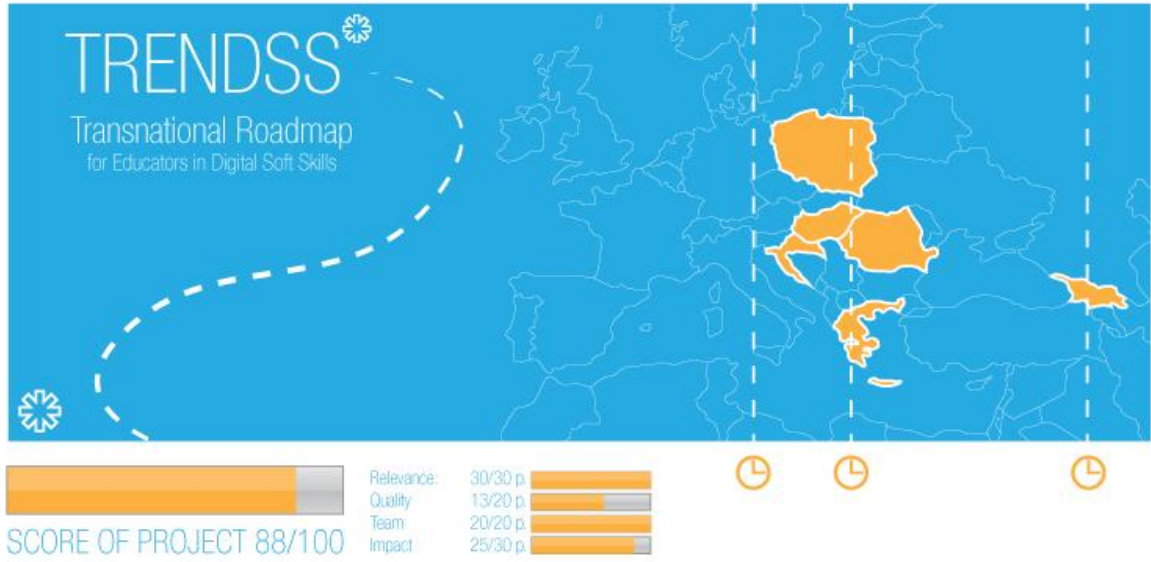 TRENDSS
Transnational Roadmap
for Educators in Digital Soft Skills
SCORE OF PROJECT 88/100
Relevance: 30/30 p.
Quality 13/20 p.
Team 20/20 p.
Impact 25/30 p.